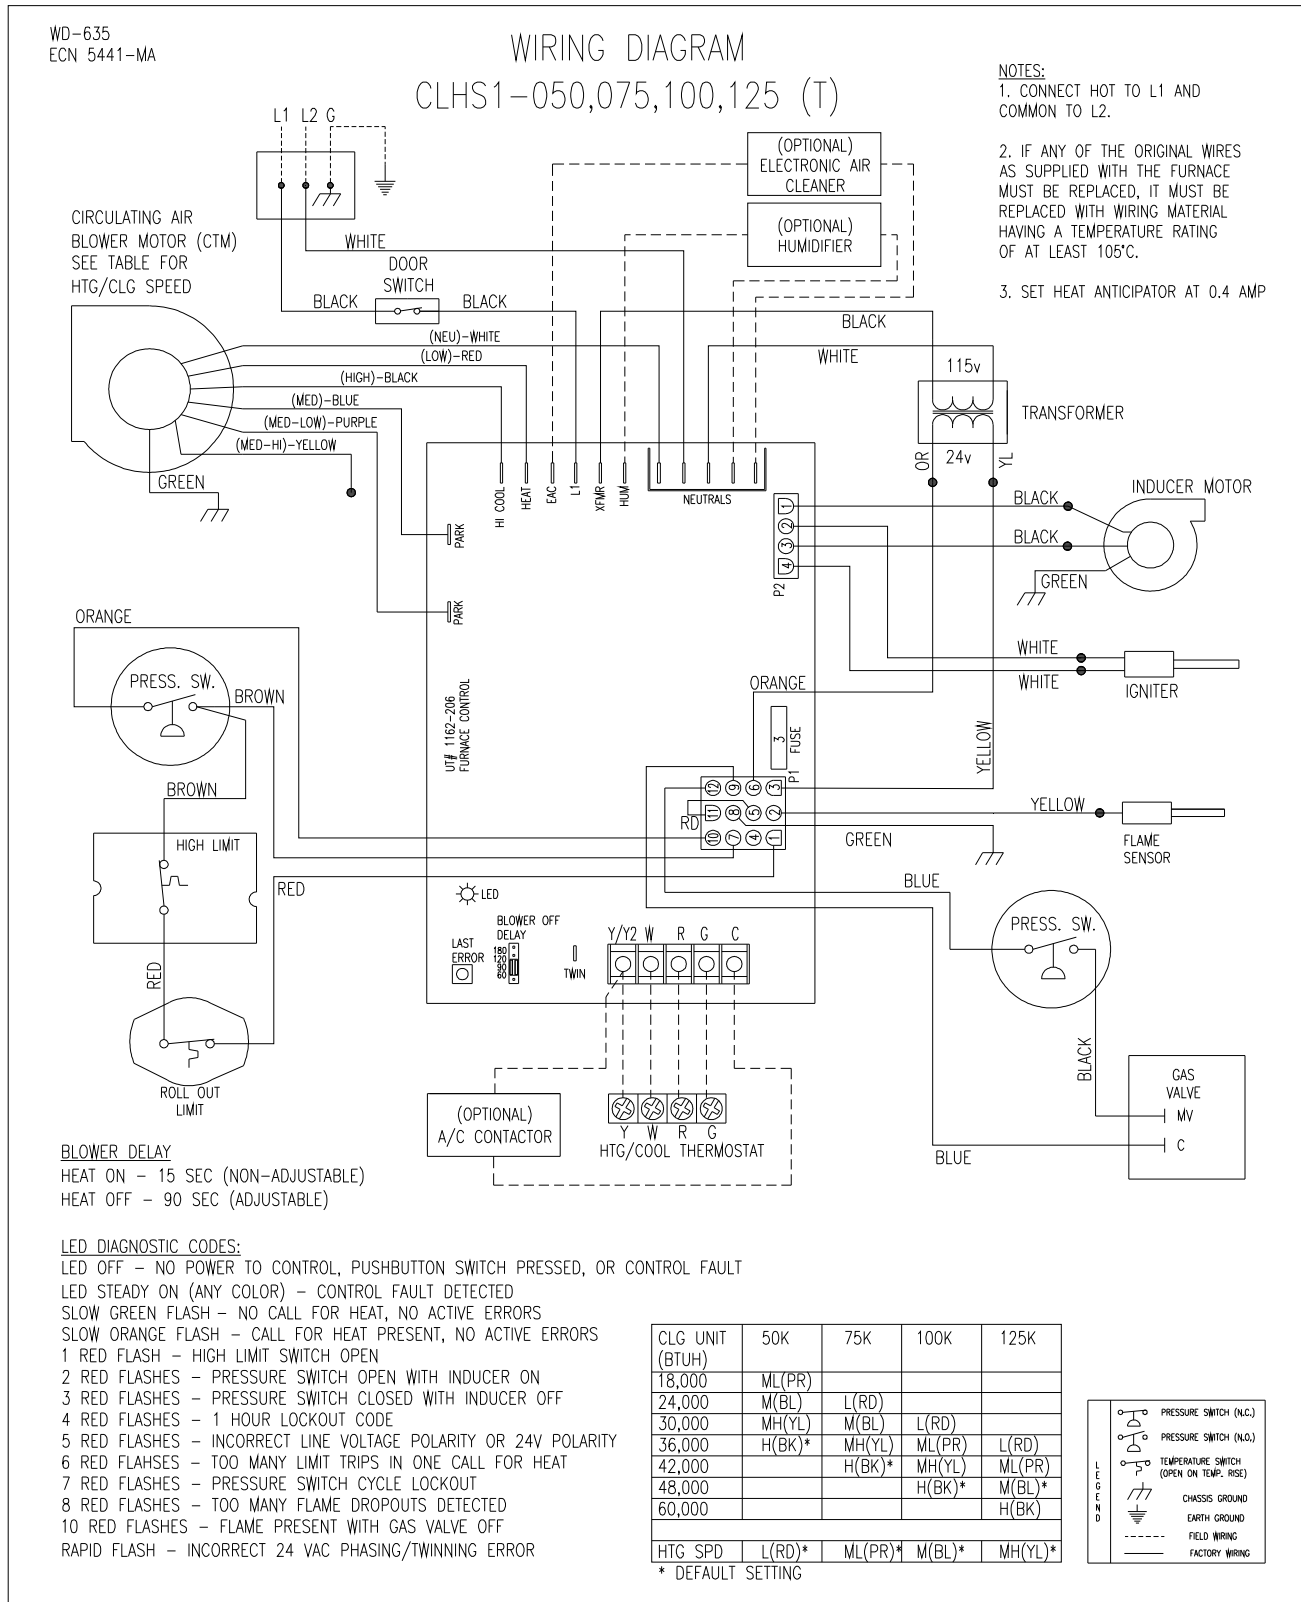 WD-635
ECN 5441-MA
WIRING DIAGRAM
CLHS1-050,075,100,125 (T)
NOTES:
1. CONNECT HOT TO L1 AND
COMMON TO L2.
2. IF ANY OF THE ORIGINAL WIRES
AS SUPPLIED WITH THE FURNACE
MUST BE REPLACED, IT MUST BE
REPLACED WITH WIRING MATERIAL
HAVING A TEMPERATURE RATING
OF AT LEAST 105°C.
3. SET HEAT ANTICIPATOR AT 0.4 AMP
L1 L2 G
(OPTIONAL)
ELECTRONIC AIR
CLEANER
(OPTIONAL)
HUMIDIFIER
CIRCULATING AIR
BLOWER MOTOR (CTM)
SEE TABLE FOR
HTG/CLG SPEED
WHITE
DOOR
SWITCH
BLACK
BLACK
BLACK
WHITE
(NEU)-WHITE
(LOW)-RED
(HIGH)-BLACK
(MED)-BLUE
(MED-LOW)-PURPLE
(MED-HI)-YELLOW
GREEN
115v
TRANSFORMER
24v
OR
YL
HI COOL
HEAT
EAC
L1
XFMR
HUM
NEUTRALS
PARK
PARK
1
2
3
4
P2
BLACK
BLACK
INDUCER MOTOR
GREEN
WHITE
WHITE
IGNITER
ORANGE
PRESS. SW.
BROWN
BROWN
UT# 1162-206
FURNACE CONTROL
ORANGE
3
FUSE
P1
YELLOW
12 9 6 3
11 8 5 2
10 7 4 1
RD
YELLOW
FLAME
SENSOR
GREEN
HIGH LIMIT
RED
RED
ROLL OUT
LIMIT
LED
LAST
ERROR
BLOWER OFF
DELAY
180
120
90
60
TWIN
Y/Y2 W R G C
BLUE
PRESS. SW.
BLACK
GAS
VALVE
MV
C
BLUE
(OPTIONAL)
A/C CONTACTOR
Y W R G
HTG/COOL THERMOSTAT
BLOWER DELAY
HEAT ON - 15 SEC (NON-ADJUSTABLE)
HEAT OFF - 90 SEC (ADJUSTABLE)
LED DIAGNOSTIC CODES:
LED OFF - NO POWER TO CONTROL, PUSHBUTTON SWITCH PRESSED, OR CONTROL FAULT
LED STEADY ON (ANY COLOR) - CONTROL FAULT DETECTED
SLOW GREEN FLASH - NO CALL FOR HEAT, NO ACTIVE ERRORS
SLOW ORANGE FLASH - CALL FOR HEAT PRESENT, NO ACTIVE ERRORS
1 RED FLASH - HIGH LIMIT SWITCH OPEN
2 RED FLASHES - PRESSURE SWITCH OPEN WITH INDUCER ON
3 RED FLASHES - PRESSURE SWITCH CLOSED WITH INDUCER OFF
4 RED FLASHES - 1 HOUR LOCKOUT CODE
5 RED FLASHES - INCORRECT LINE VOLTAGE POLARITY OR 24V POLARITY
6 RED FLAHSES - TOO MANY LIMIT TRIPS IN ONE CALL FOR HEAT
7 RED FLASHES - PRESSURE SWITCH CYCLE LOCKOUT
8 RED FLASHES - TOO MANY FLAME DROPOUTS DETECTED
10 RED FLASHES - FLAME PRESENT WITH GAS VALVE OFF
RAPID FLASH - INCORRECT 24 VAC PHASING/TWINNING ERROR
CLG UNIT (BTUH) 50K 75K 100K 125K
18,000 ML(PR)
24,000 M(BL) L(RD)
30,000 MH(YL) M(BL) L(RD)
36,000 H(BK)* MH(YL) ML(PR) L(RD)
42,000 H(BK)* MH(YL) ML(PR)
48,000 H(BK)* M(BL)*
60,000 H(BK)
HTG SPD L(RD)* ML(PR)* M(BL)* MH(YL)*
* DEFAULT SETTING
LEGEND
PRESSURE SWITCH (N.C.)
PRESSURE SWITCH (N.O.)
TEMPERATURE SWITCH
(OPEN ON TEMP. RISE)
CHASSIS GROUND
EARTH GROUND
FIELD WIRING
FACTORY WIRING